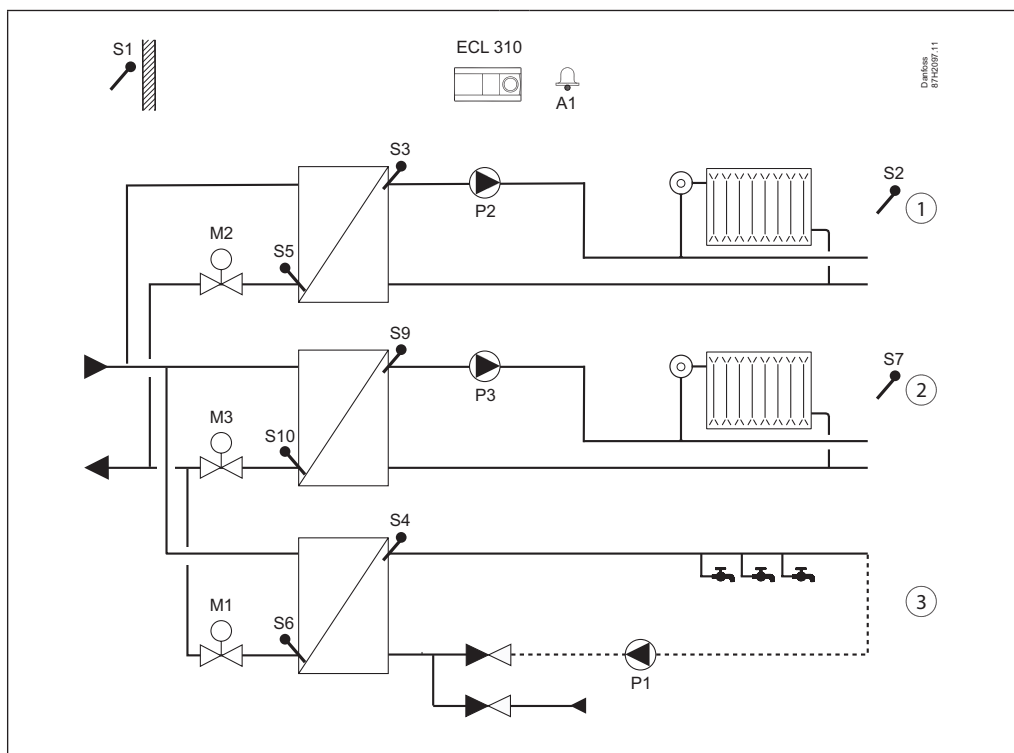 S1
ECL 310
A1
Danfoss
87H2097.11
S3
P2
S2
1
M2
S5
S9
P3
S7
2
M3
S10
S4
3
M1
S6
P1